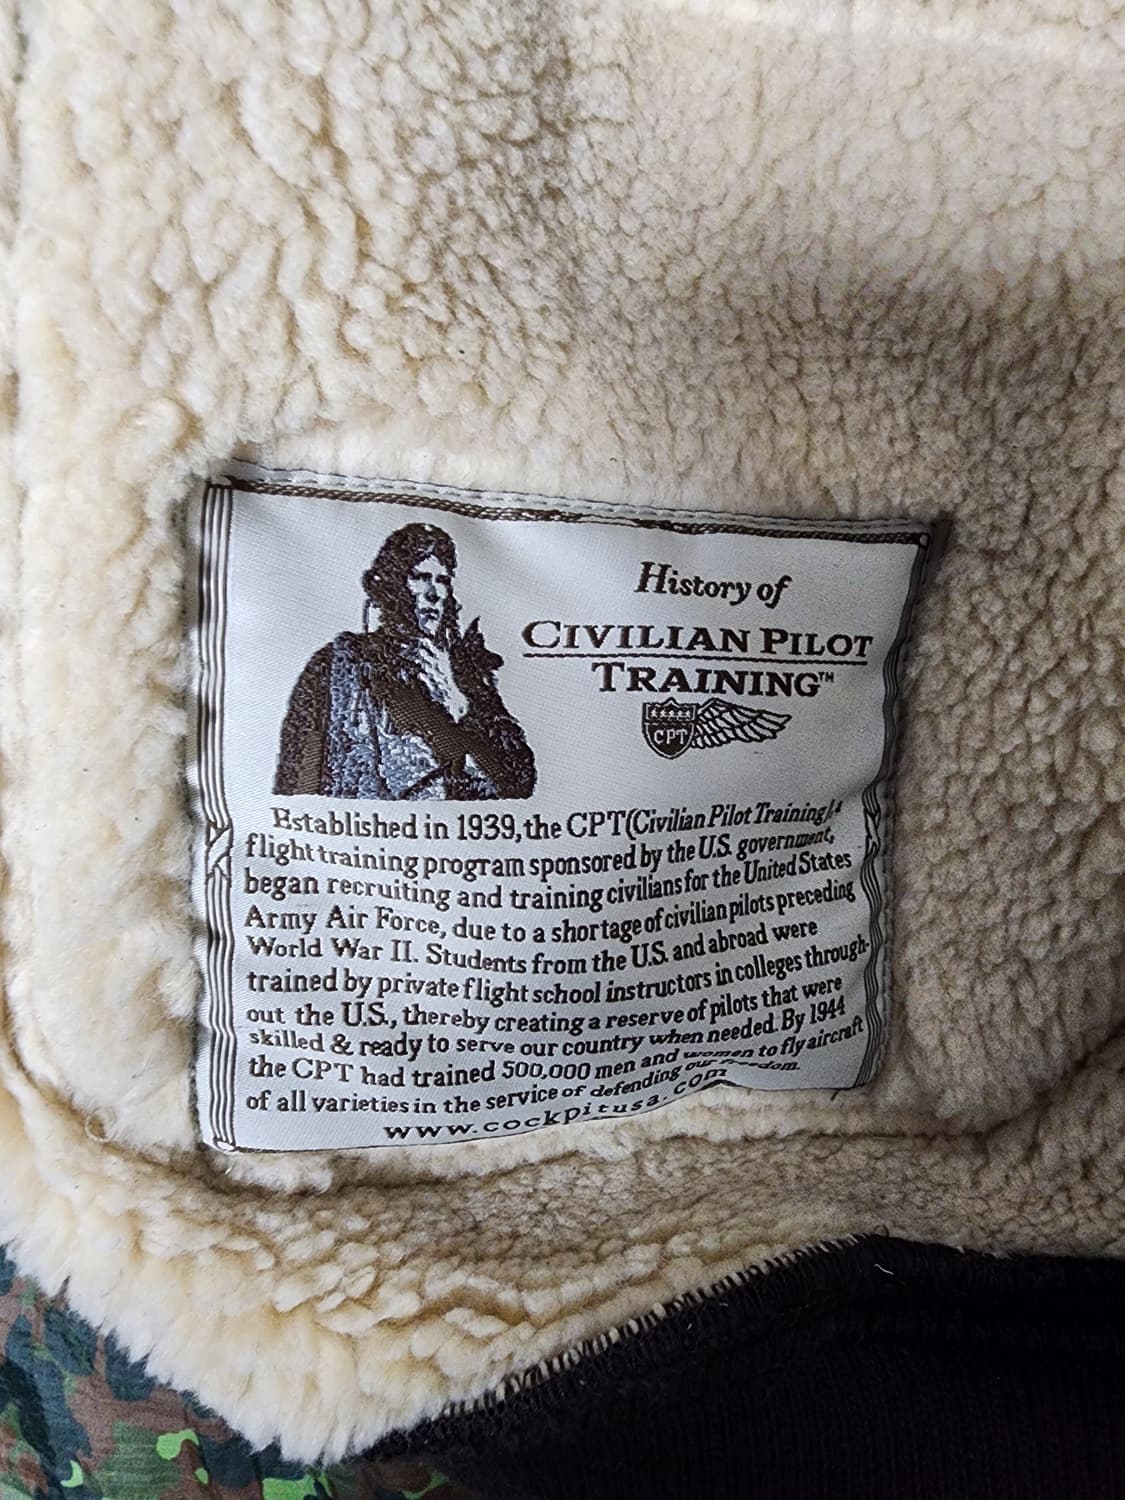 History of
CIVILIAN PILOT
TRAINING™
CPT
Established in 1939, the CPT (Civilian Pilot Training), a
flight training program sponsored by the U.S. government,
began recruiting and training civilians for the United States
Army Air Force, due to a shortage of civilian pilots preceding
World War II. Students from the U.S. and abroad were
trained by private flight school instructors in colleges through-
out the U.S., thereby creating a reserve of pilots that were
skilled & ready to serve our country when needed. By 1944
the CPT had trained 500,000 men and women to fly aircraft
of all varieties in the service of defending our freedom.
www.cockpitusa.com